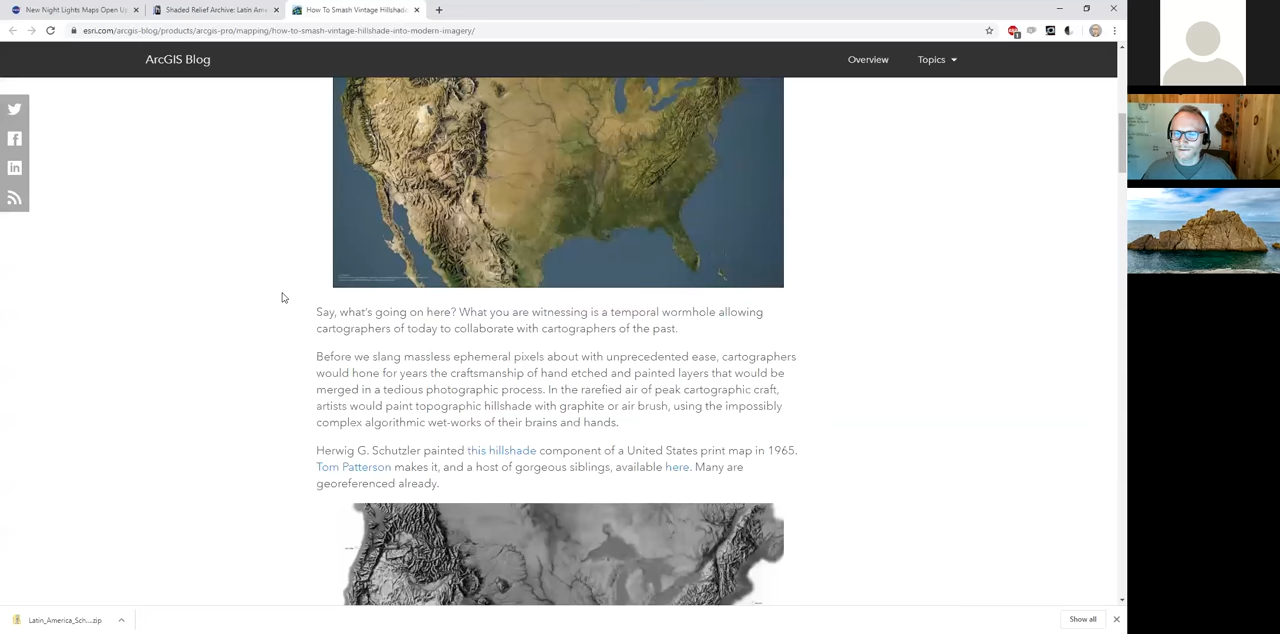 New Night Lights Maps Open U
Shaded Relief Archive: Latin Am
How To Smash Vintage Hillshade
esri.com/arcgis-blog/products/arcgis-pro/mapping/how-to-smash-vintage-hillshade-into-modern-imagery/
ArcGIS Blog
Overview
Topics
Say, what's going on here? What you are witnessing is a temporal wormhole allowing
cartographers of today to collaborate with cartographers of the past.
Before we slang massless ephemeral pixels about with unprecedented ease, cartographers
would hone for years the craftsmanship of hand etched and painted layers that would be
merged in a tedious photographic process. In the rarefied air of peak cartographic craft,
artists would paint topographic hillshade with graphite or air brush, using the impossibly
complex algorithmic wet-works of their brains and hands.
Herwig G. Schutzler painted this hillshade component of a United States print map in 1965.
Tom Patterson makes it, and a host of gorgeous siblings, available here. Many are
georeferenced already.
Latin_America_Sch....zip
Show all